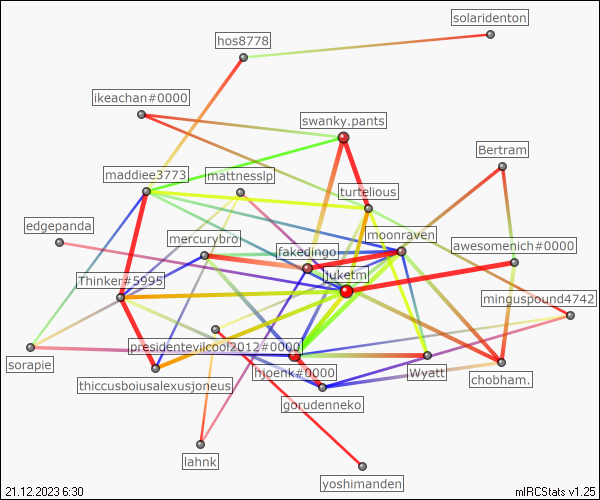 solaridenton
hos8778
ikeachan#0000
swanky.pants
Bertram
maddiee3773
mattnesslp
turtelious
edgepanda
mercurybro
moonraven
awesomenich#0000
fakedingo
juketm
Thinker#5995
minguspound4742
presidentevilcoof2012#0000
sorapie
hjoenk#0000
Wyatt
chobham.
thiccusboiusalexusjoneus
gorudenneko
lahnk
yoshimanden
21.12.2023 6:30
mIRCStats v1.25